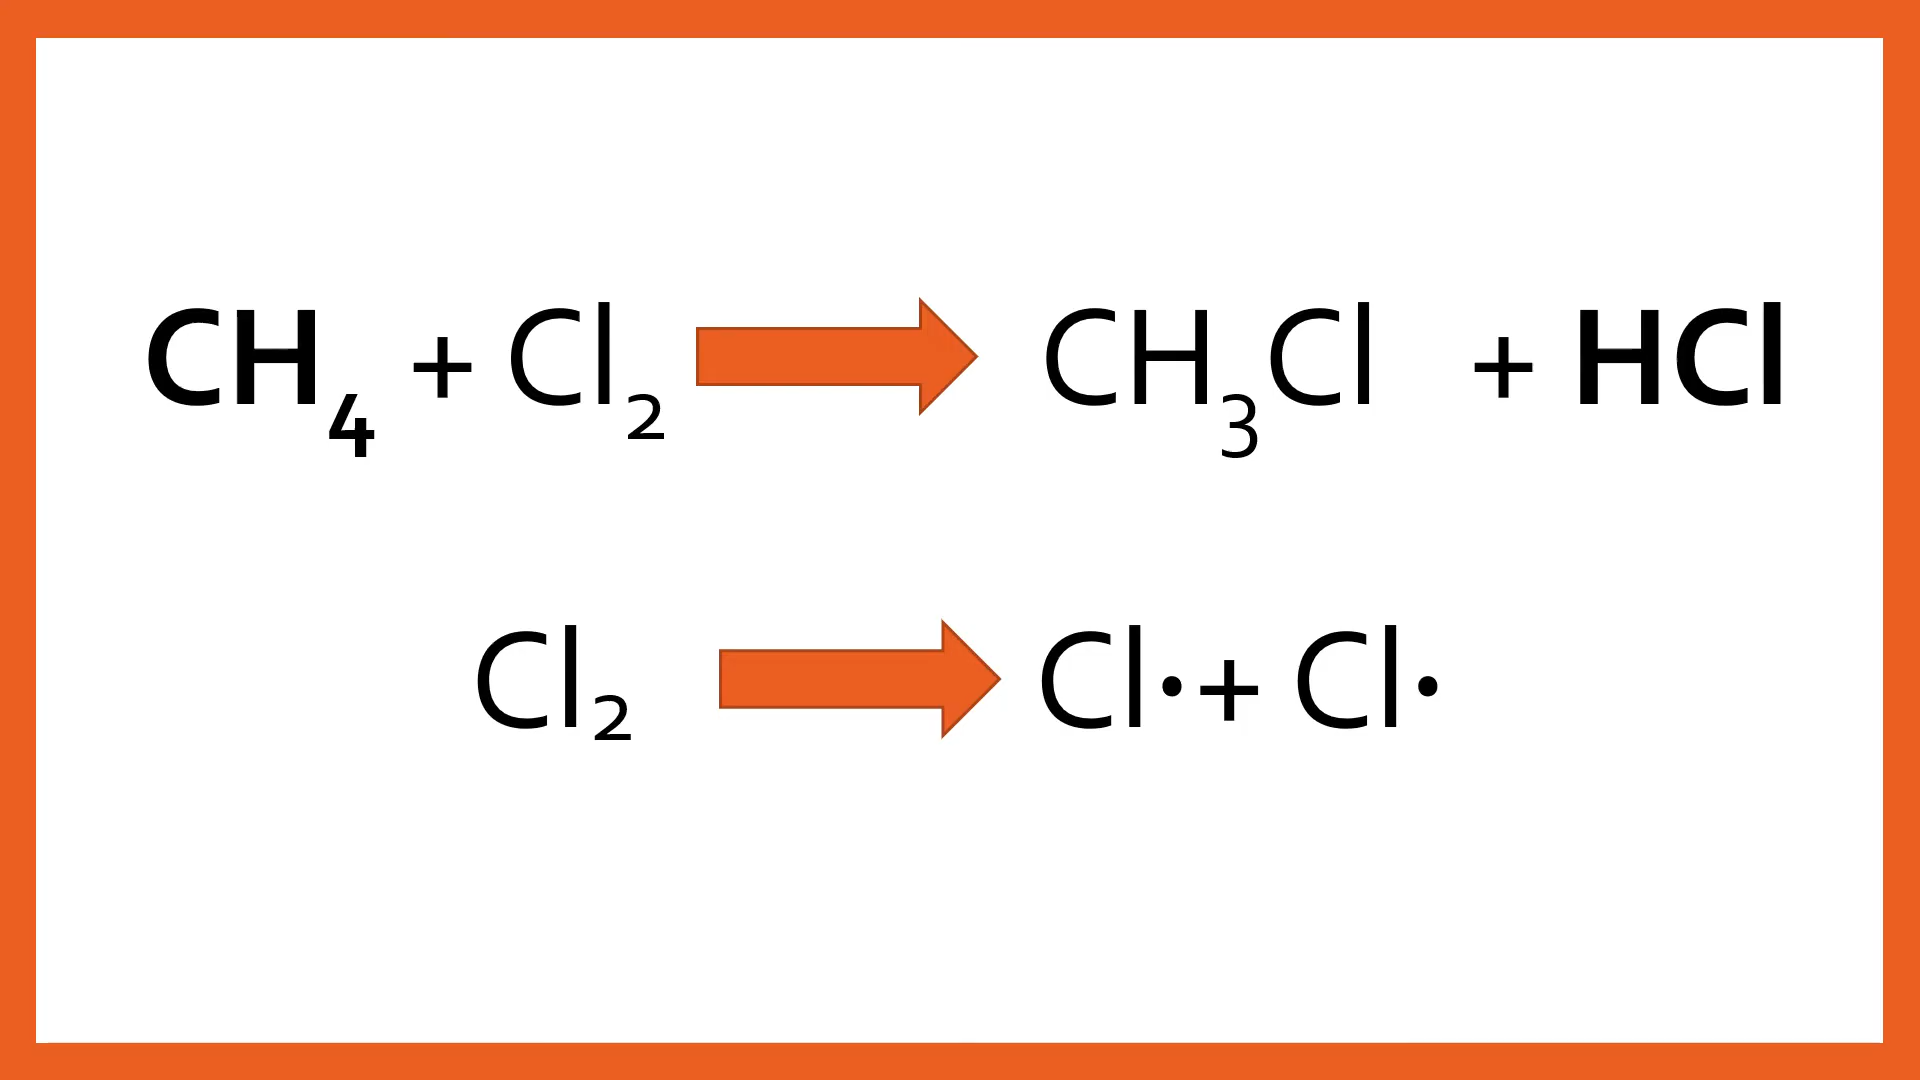 CH₄ + Cl₂ → CH₃Cl + HCl
Cl₂ → Cl• + Cl•